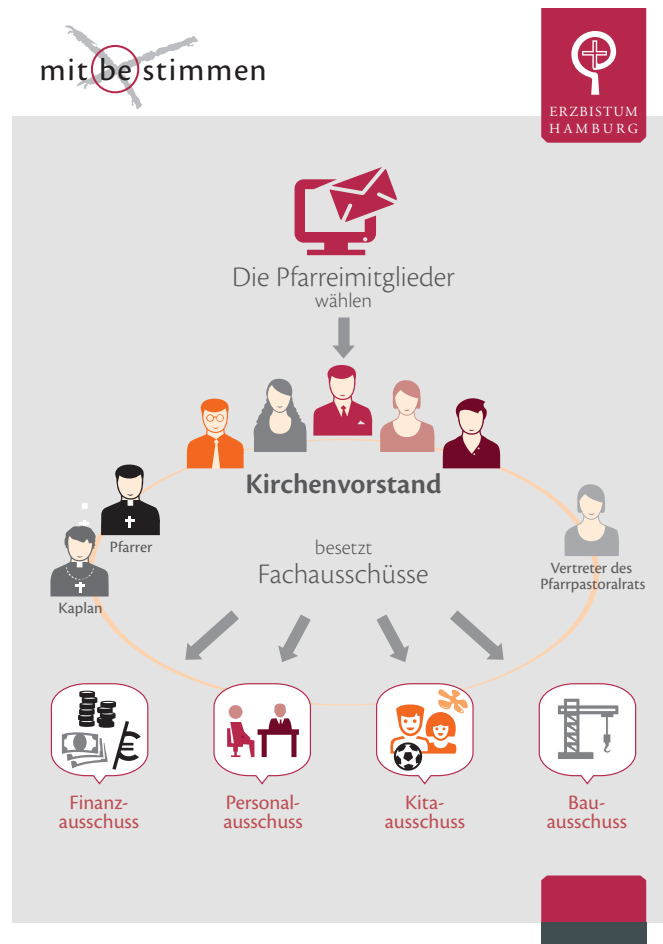 mit be stimmen
ERZBISTUM
HAMBURG
Die Pfarreimitglieder
wählen
Kirchenvorstand
Pfarrer
Kaplan
besetzt
Fachausschüsse
Vertreter des
Pfarrpastoralrats
Finanz-
ausschuss
Personal-
ausschuss
Kita-
ausschuss
Bau-
ausschuss